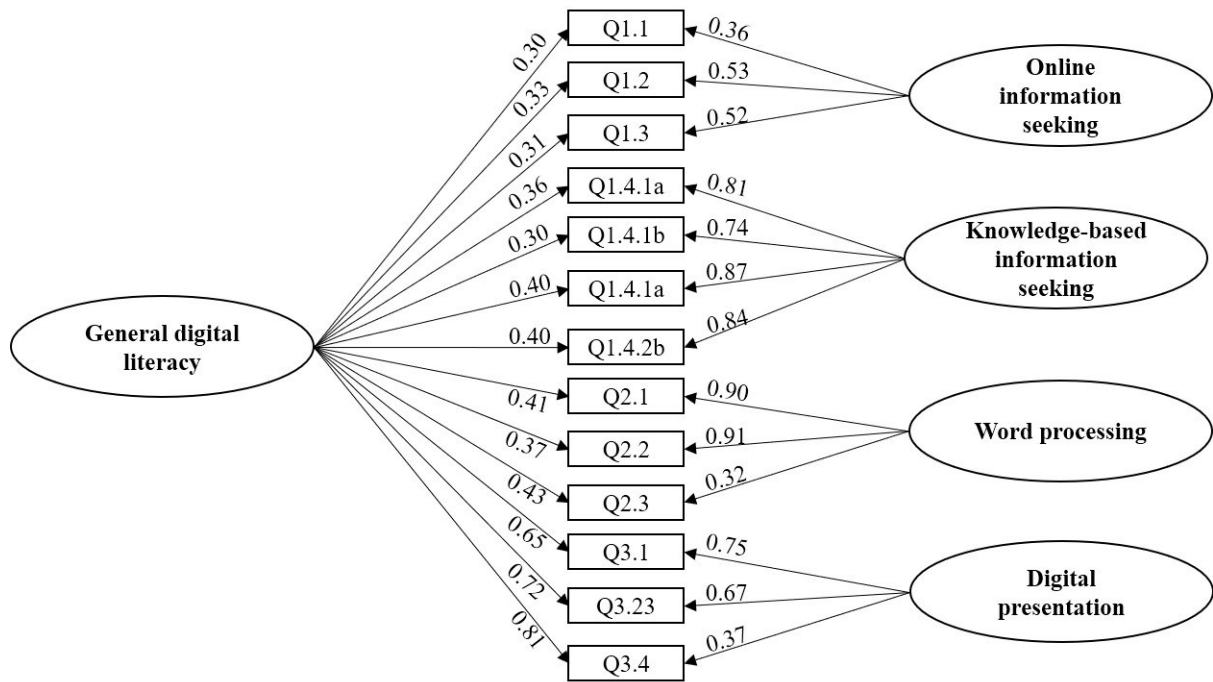 General digital
literacy
0.30
0.33
0.31
0.36
0.30
0.40
0.40
0.41
0.37
0.43
0.65
0.72
0.81
Q1.1
Q1.2
Q1.3
Q1.4.1a
Q1.4.1b
Q1.4.1a
Q1.4.2b
Q2.1
Q2.2
Q2.3
Q3.1
Q3.23
Q3.4
0.36
0.53
0.52
0.81
0.74
0.87
0.84
0.90
0.91
0.32
0.75
0.67
0.37
Online
information
seeking
Knowledge-based
information
seeking
Word processing
Digital
presentation